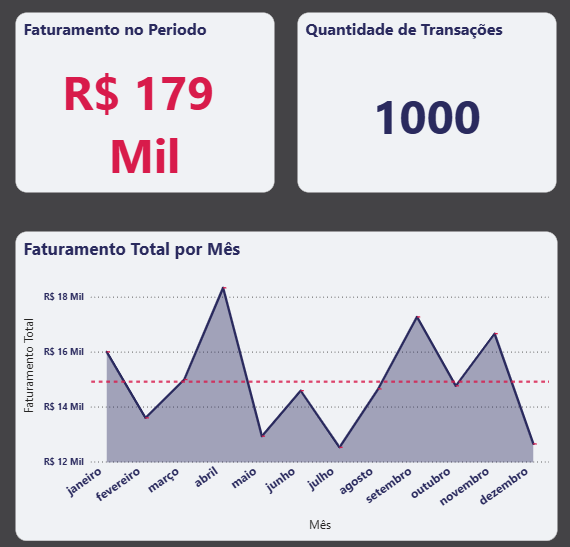 Faturamento no Periodo
R$ 179
Mil
Quantidade de Transações
1000
Faturamento Total por Mês
Faturamento Total
R$ 18 Mil
R$ 16 Mil
R$ 14 Mil
R$ 12 Mil
janeiro
fevereiro
março
abril
maio
junho
julho
agosto
setembro
outubro
novembro
dezembro
Mês